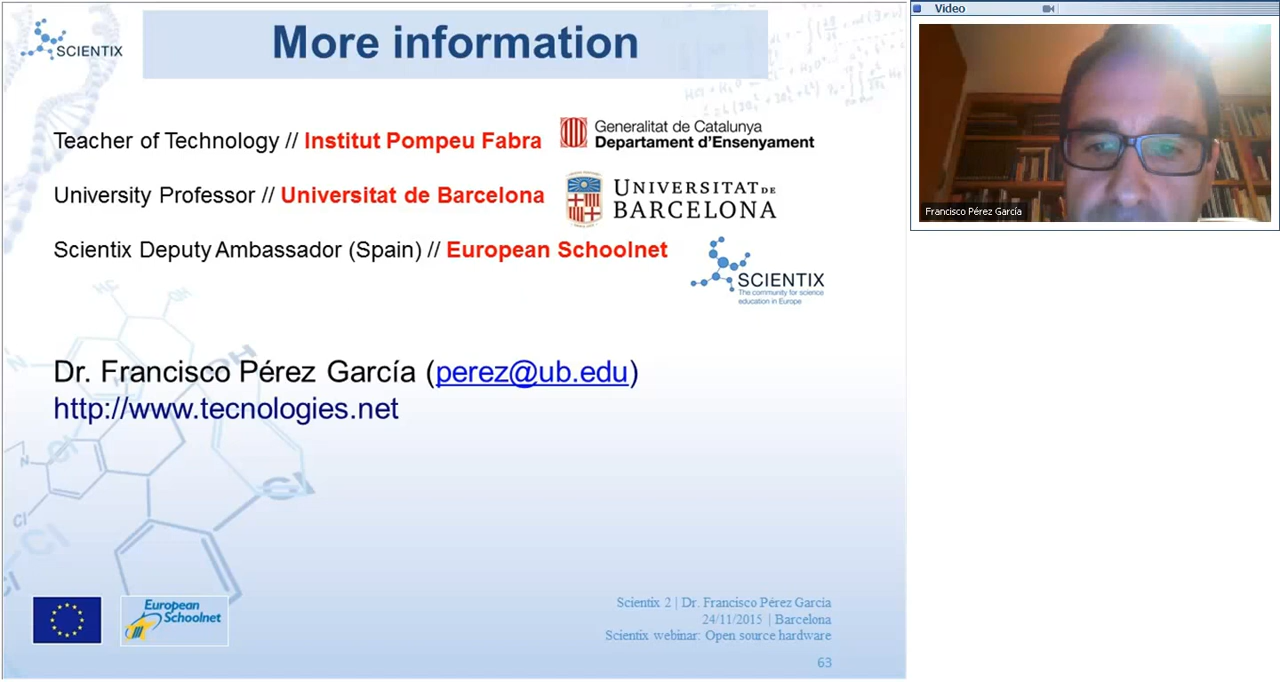 SCIENTIX
More information
Teacher of Technology // Institut Pompeu Fabra
Generalitat de Catalunya
Departament d'Ensenyament
University Professor // Universitat de Barcelona
UNIVERSITAT DE
BARCELONA
Scientix Deputy Ambassador (Spain) // European Schoolnet
SCIENTIX
The community for science
education in Europe
Dr. Francisco Pérez García (perez@ub.edu)
http://www.tecnologies.net
European
Schoolnet
Scientix 2 | Dr. Francisco Pérez García
24/11/2015 | Barcelona
Scientix webinar: Open source hardware
63
Video
Francisco Pérez García